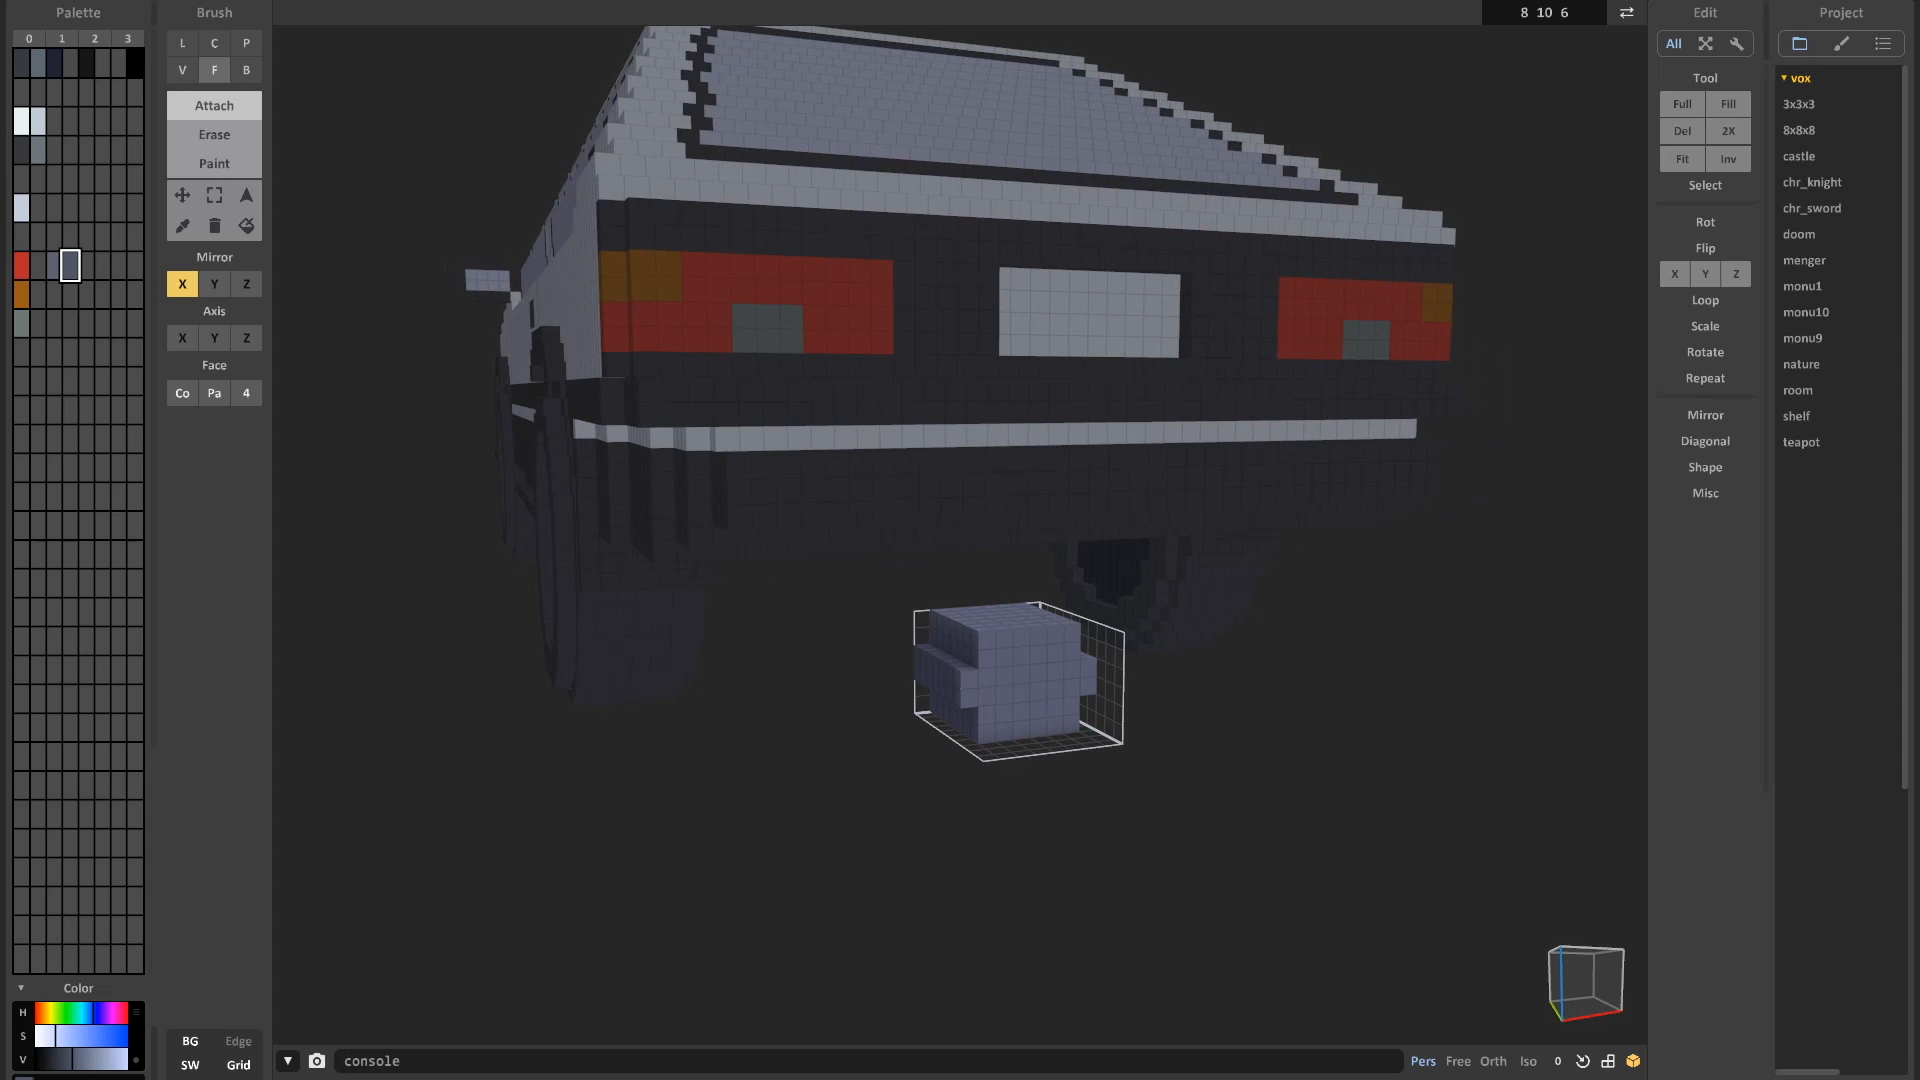 Palette
0 1 2 3
Color
H
S
V
Brush
L C P
V F B
Attach
Erase
Paint
Mirror
X Y Z
Axis
X Y Z
Face
Co Pa 4
BG Edge
SW Grid
8 10 6
console
Pers Free Orth Iso 0
Edit
All
Tool
Full Fill
Del 2X
Fit Inv
Select
Rot
Flip
X Y Z
Loop
Scale
Rotate
Repeat
Mirror
Diagonal
Shape
Misc
Project
vox
3x3x3
8x8x8
castle
chr_knight
chr_sword
doom
menger
monu1
monu10
monu9
nature
room
shelf
teapot